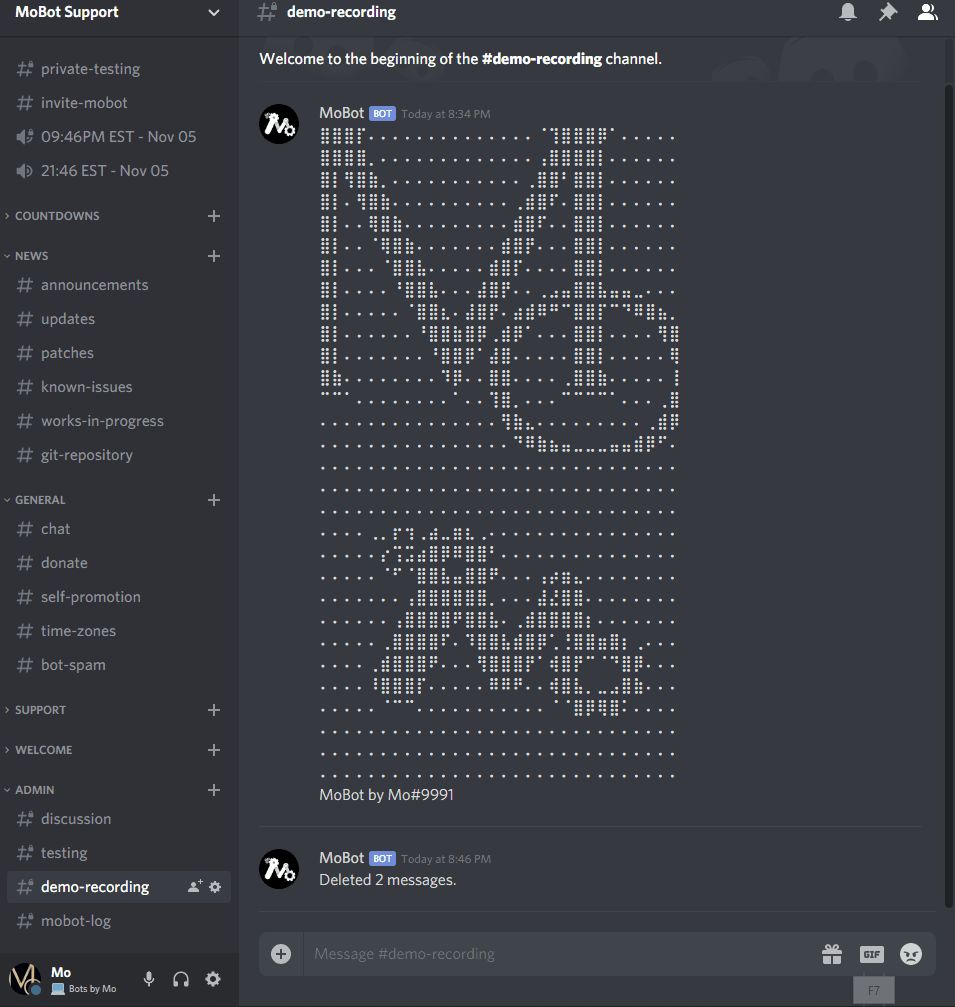 MoBot Support
private-testing
invite-mobot
09:46PM EST - Nov 05
21:46 EST - Nov 05
COUNTDOWNS
NEWS
announcements
updates
patches
known-issues
works-in-progress
git-repository
GENERAL
chat
donate
self-promotion
time-zones
bot-spam
SUPPORT
WELCOME
ADMIN
discussion
testing
demo-recording
mobot-log
Mo
Bots by Mo
demo-recording
Welcome to the beginning of the #demo-recording channel.
MoBot BOT Today at 8:34 PM
MoBot by Mo#9991
MoBot BOT Today at 8:46 PM
Deleted 2 messages.
Message #demo-recording
GIF
F7